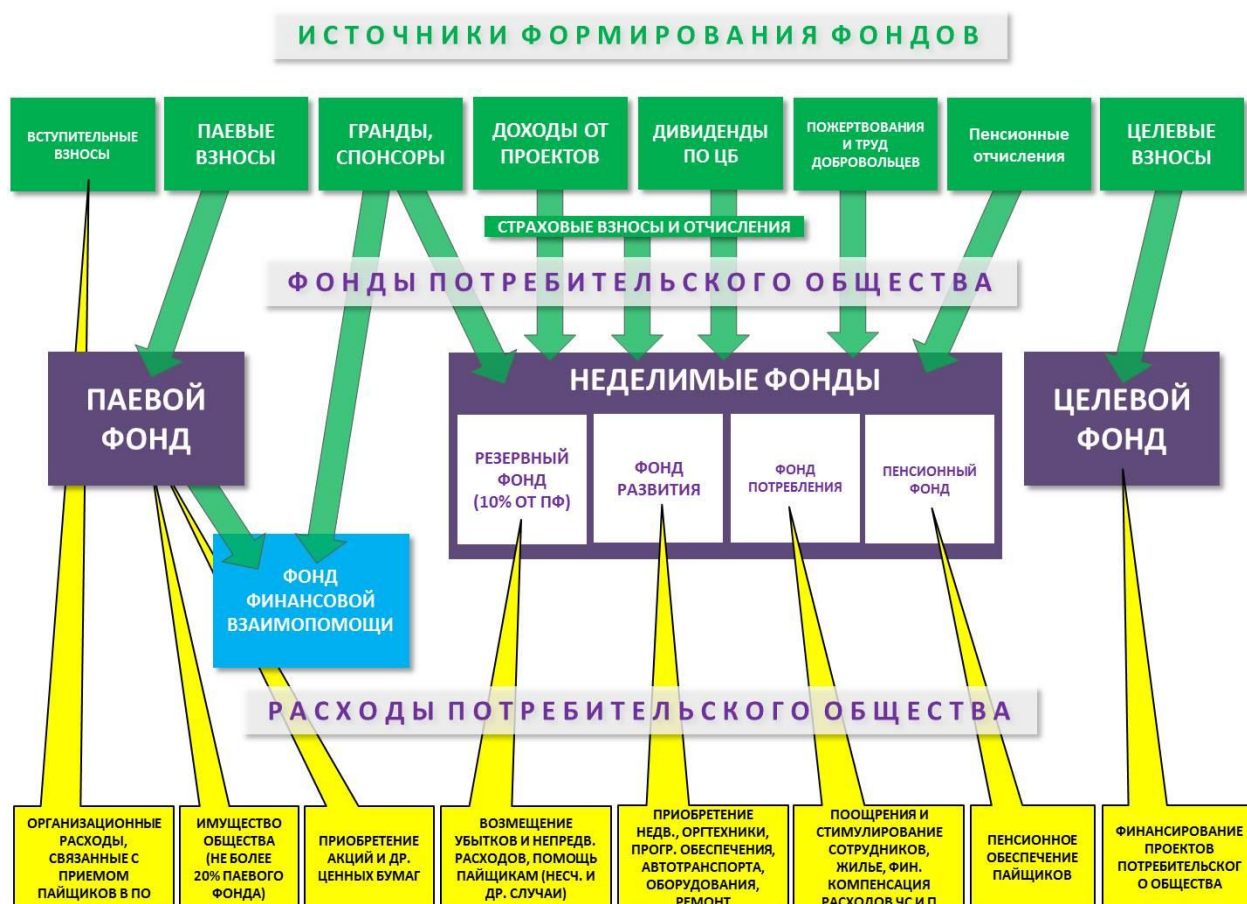 ИСТОЧНИКИ ФОРМИРОВАНИЯ ФОНДОВ
ВСТУПИТЕЛЬНЫЕ
ВЗНОСЫ
ПАЕВЫЕ
ВЗНОСЫ
ГРАНДЫ,
СПОНСОРЫ
ДОХОДЫ ОТ
ПРОЕКТОВ
ДИВИДЕНДЫ
ПО ЦБ
ПОЖЕРТВОВАНИЯ
И ТРУД
ДОБРОВОЛЬЦЕВ
Пенсионные
отчисления
ЦЕЛЕВЫЕ
ВЗНОСЫ
СТРАХОВЫЕ ВЗНОСЫ И ОТЧИСЛЕНИЯ
ФОНДЫ ПОТРЕБИТЕЛЬСКОГО ОБЩЕСТВА
ПАЕВОЙ
ФОНД
НЕДЕЛИМЫЕ ФОНДЫ
РЕЗЕРВНЫЙ
ФОНД
(10% ОТ ПФ)
ФОНД
РАЗВИТИЯ
ФОНД
ПОТРЕБЛЕНИЯ
ПЕНСИОННЫЙ
ФОНД
ЦЕЛЕВОЙ
ФОНД
ФОНД
ФИНАНСОВОЙ
ВЗАИМОПОМОЩИ
РАСХОДЫ ПОТРЕБИТЕЛЬСКОГО ОБЩЕСТВА
ОРГАНИЗАЦИОННЫЕ
РАСХОДЫ,
СВЯЗАННЫЕ С
ПРИЕМОМ
ПАЙЩИКОВ В ПО
ИМУЩЕСТВО
ОБЩЕСТВА
(НЕ БОЛЕЕ
20% ПАЕВОГО
ФОНДА)
ПРИОБРЕТЕНИЕ
АКЦИЙ И ДР.
ЦЕННЫХ БУМАГ
ВОЗМЕЩЕНИЕ
УБЫТКОВ И НЕПРЕДВ.
РАСХОДОВ, ПОМОЩЬ
ПАЙЩИКАМ (НЕСЧ. И
ДР. СЛУЧАИ)
ПРИОБРЕТЕНИЕ
НЕДВ., ОРГТЕХНИКИ,
ПРОГР. ОБЕСПЕЧЕНИЯ,
АВТОТРАНСПОРТА,
ОБОРУДОВАНИЯ,
РЕМОНТ
ПООЩРЕНИЯ И
СТИМУЛИРОВАНИЕ
СОТРУДНИКОВ,
ЖИЛЬЕ, ФИН.
КОМПЕНСАЦИЯ
РАСХОДОВ ЧС И П
ПЕНСИОННОЕ
ОБЕСПЕЧЕНИЕ
ПАЙЩИКОВ
ФИНАНСИРОВАНИЕ
ПРОЕКТОВ
ПОТРЕБИТЕЛЬСКОГ
О ОБЩЕСТВА